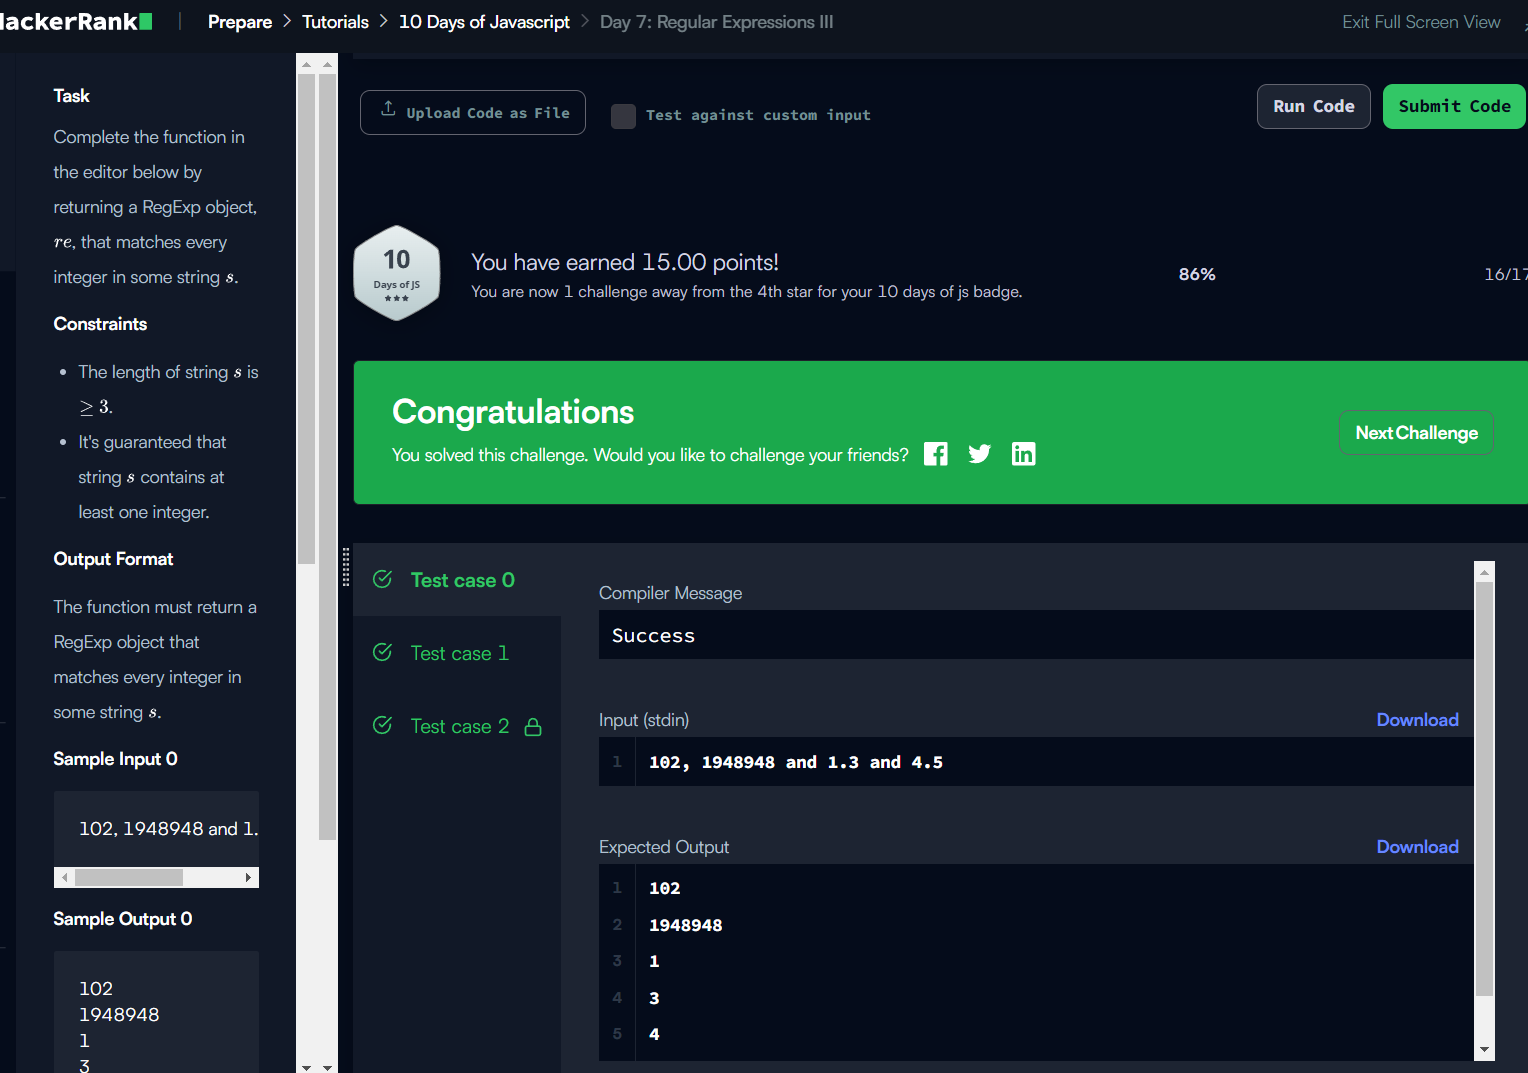 HackerRank
Prepare > Tutorials > 10 Days of Javascript > Day 7: Regular Expressions III
Exit Full Screen View
Task
Complete the function in
the editor below by
returning a RegExp object,
re, that matches every
integer in some string s.
Constraints
• The length of string s is
≥ 3.
• It's guaranteed that
string s contains at
least one integer.
Output Format
The function must return a
RegExp object that
matches every integer in
some string s.
Sample Input 0
102, 1948948 and 1.
Sample Output 0
102
1948948
1
3
Upload Code as File
Test against custom input
Run Code
Submit Code
10
Days of JS
You have earned 15.00 points!
You are now 1 challenge away from the 4th star for your 10 days of js badge.
86%
16/17
Congratulations
You solved this challenge. Would you like to challenge your friends?
Next Challenge
Test case 0
Test case 1
Test case 2
Compiler Message
Success
Input (stdin)
Download
1 102, 1948948 and 1.3 and 4.5
Expected Output
Download
1 102
2 1948948
3 1
4 3
5 4